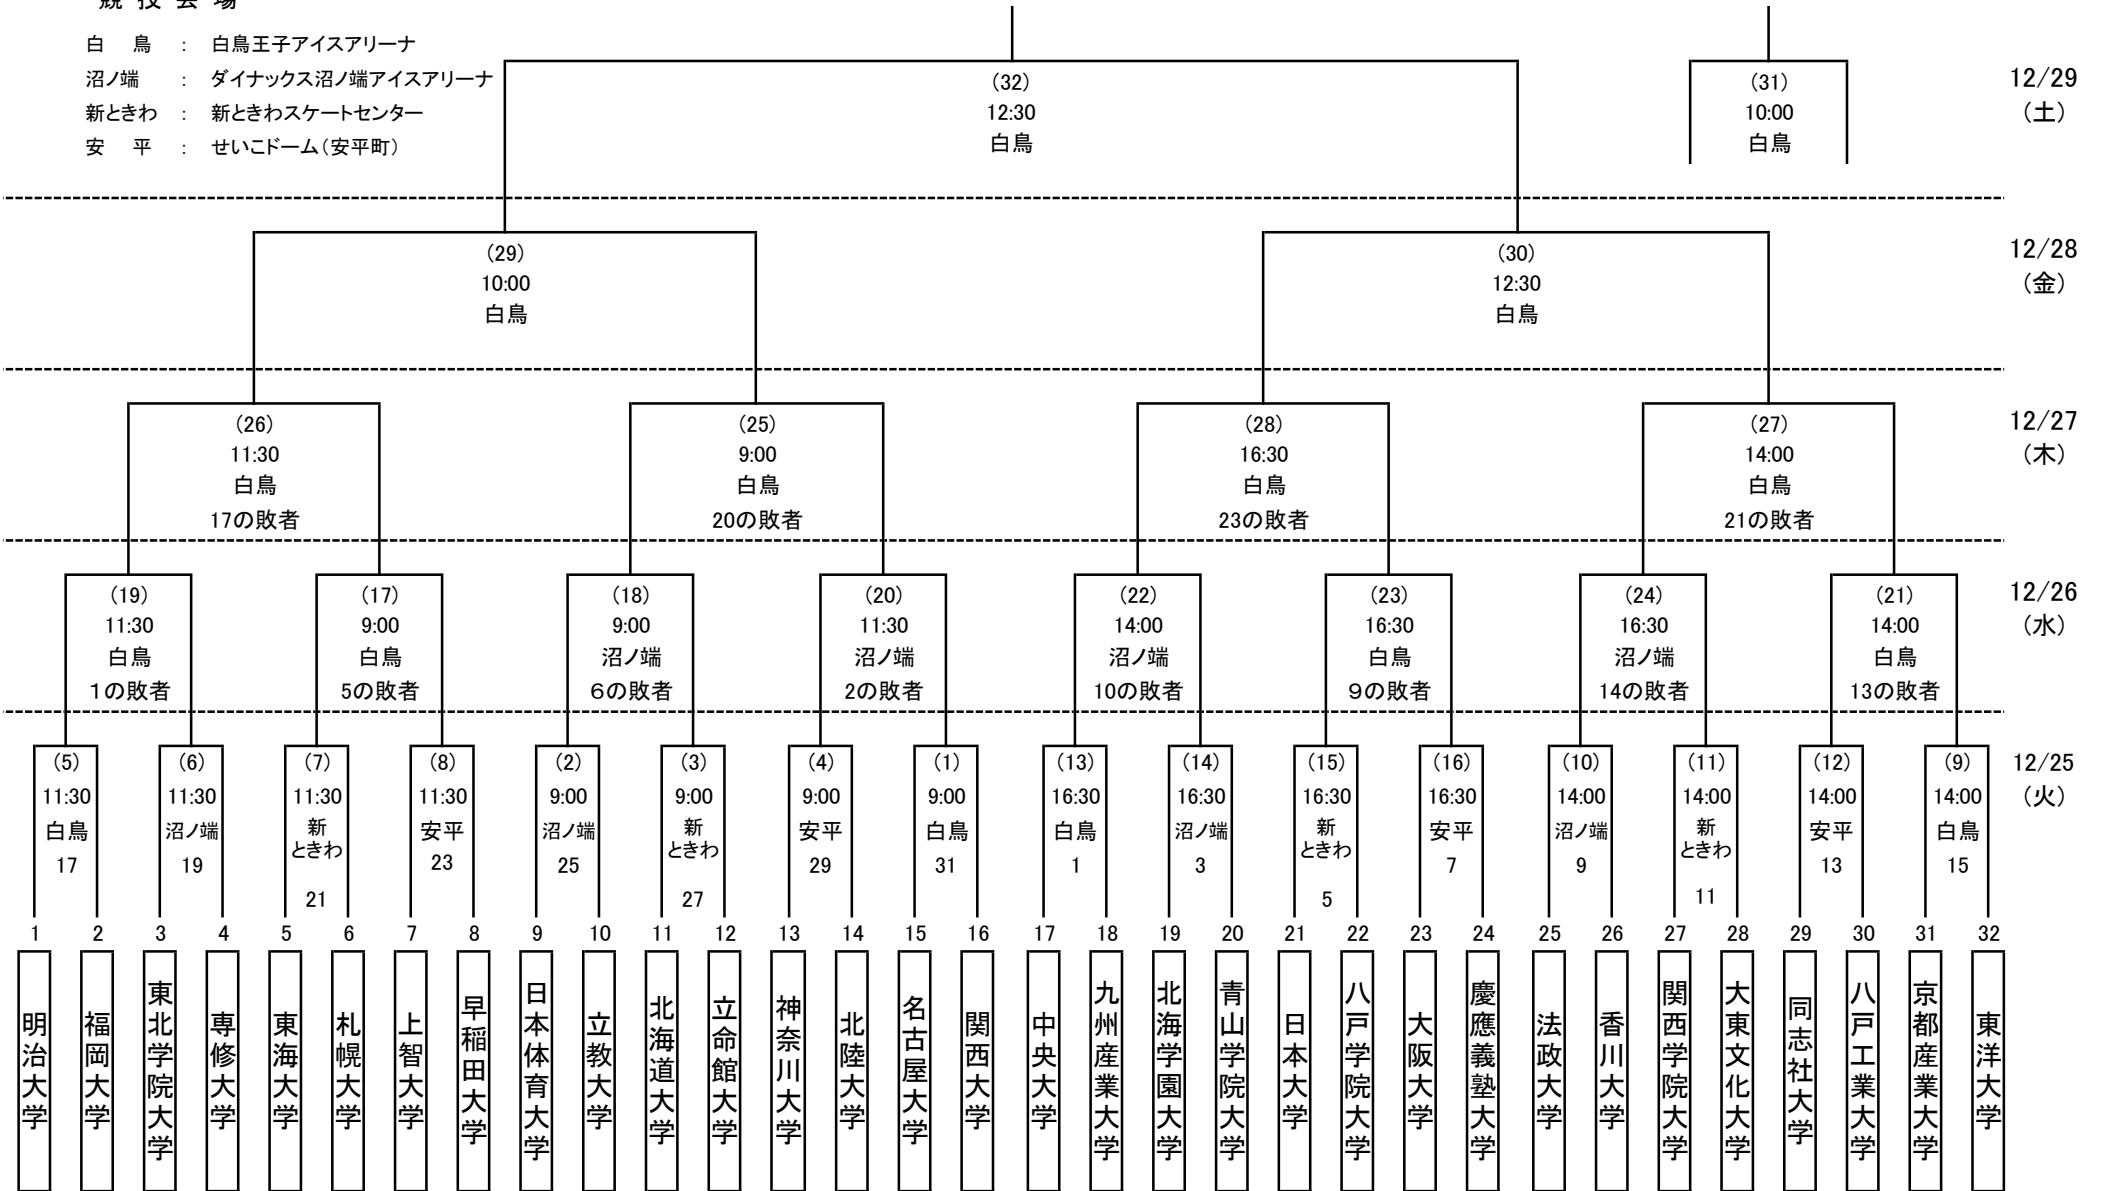 競 技 会 場
白 鳥 ： 白鳥王子アイスアリーナ
沼ノ端 ： ダイナックス沼ノ端アイスアリーナ
新ときわ ： 新ときわスケートセンター
安 平 ： せいこドーム（安平町）
（32）
12:30
白鳥
（31）
10:00
白鳥
12/29
（土）
（29）
10:00
白鳥
（30）
12:30
白鳥
12/28
（金）
（26）
11:30
白鳥
17の敗者
（25）
9:00
白鳥
20の敗者
（28）
16:30
白鳥
23の敗者
（27）
14:00
白鳥
21の敗者
12/27
（木）
（19）
11:30
白鳥
１の敗者
（17）
9:00
白鳥
5の敗者
（18）
9:00
沼ノ端
６の敗者
（20）
11:30
沼ノ端
2の敗者
（22）
14:00
沼ノ端
10の敗者
（23）
16:30
白鳥
９の敗者
（24）
16:30
沼ノ端
14の敗者
（21）
14:00
白鳥
13の敗者
12/26
（水）
（5）
11:30
白鳥
17
（6）
11:30
沼ノ端
19
（7）
11:30
新
ときわ
21
（8）
11:30
安平
23
（2）
9:00
沼ノ端
25
（3）
9:00
新
ときわ
27
（4）
9:00
安平
29
（1）
9:00
白鳥
31
（13）
16:30
白鳥
1
（14）
16:30
沼ノ端
3
（15）
16:30
新
ときわ
5
（16）
16:30
安平
7
（10）
14:00
沼ノ端
9
（11）
14:00
新
ときわ
11
（12）
14:00
安平
13
（9）
14:00
白鳥
15
12/25
（火）
1
明治大学
2
福岡大学
3
東北学院大学
4
専修大学
5
東海大学
6
札幌大学
7
上智大学
8
早稲田大学
9
日本体育大学
10
立教大学
11
北海道大学
12
立命館大学
13
神奈川大学
14
北陸大学
15
名古屋大学
16
関西大学
17
中央大学
18
九州産業大学
19
北海学園大学
20
青山学院大学
21
日本大学
22
八戸学院大学
23
大阪大学
24
慶應義塾大学
25
法政大学
26
香川大学
27
関西学院大学
28
大東文化大学
29
同志社大学
30
八戸工業大学
31
京都産業大学
32
東洋大学